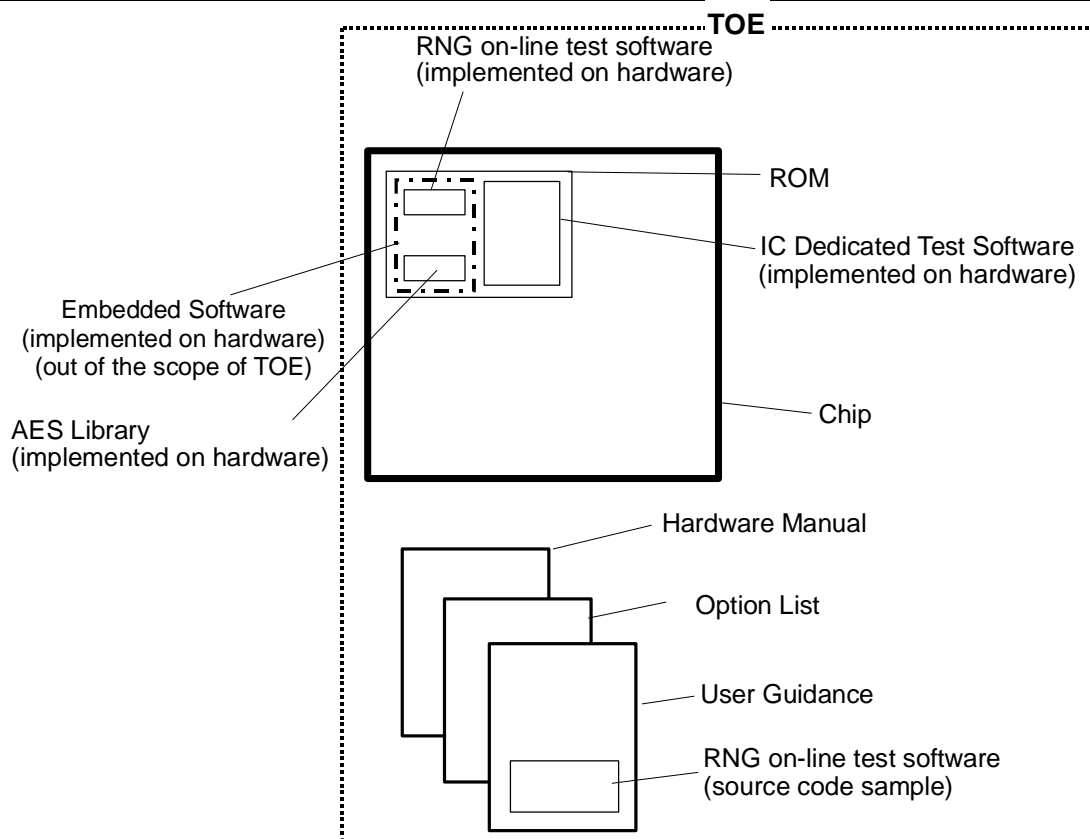 TOE
RNG on-line test software
(implemented on hardware)
ROM
IC Dedicated Test Software
(implemented on hardware)
Embedded Software
(implemented on hardware)
(out of the scope of TOE)
Chip
AES Library
(implemented on hardware)
Hardware Manual
Option List
User Guidance
RNG on-line test software
(source code sample)